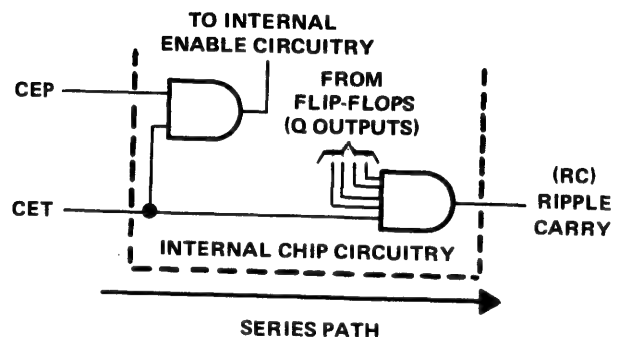 TO INTERNAL
ENABLE CIRCUITRY
CEP
FROM
FLIP-FLOPS
(Q OUTPUTS)
(RC)
RIPPLE
CARRY
CET
INTERNAL CHIP CIRCUITRY
SERIES PATH